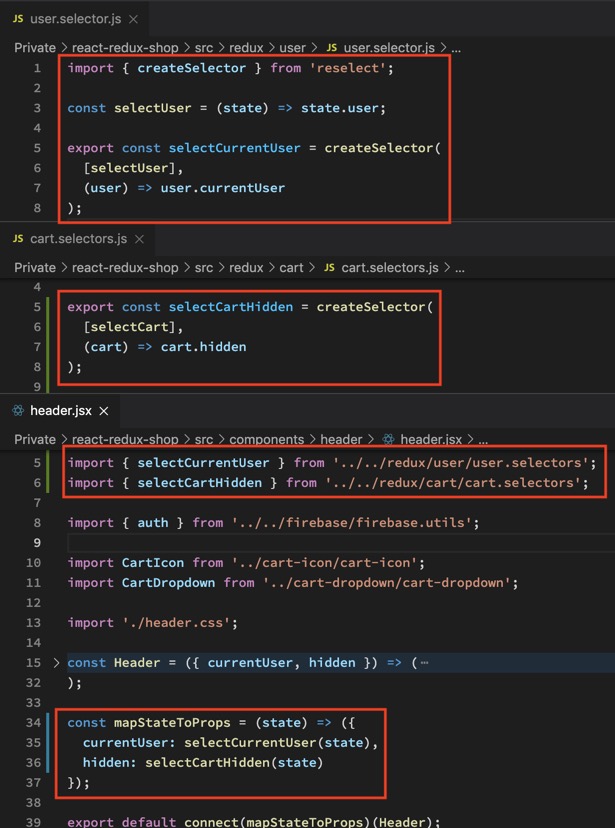 JS user.selector.js ×
Private > react-redux-shop > src > redux > user > JS user.selector.js > ...
1 import { createSelector } from 'reselect';
2
3 const selectUser = (state) => state.user;
4
5 export const selectCurrentUser = createSelector(
6 [selectUser],
7 (user) => user.currentUser
8 );
JS cart.selectors.js ×
Private > react-redux-shop > src > redux > cart > JS cart.selectors.js > ...
4
5 export const selectCartHidden = createSelector(
6 [selectCart],
7 (cart) => cart.hidden
8 );
9
header.jsx ×
Private > react-redux-shop > src > components > header > header.jsx > ...
5 import { selectCurrentUser } from '../../redux/user/user.selectors';
6 import { selectCartHidden } from '../../redux/cart/cart.selectors';
7
8 import { auth } from '../../firebase/firebase.utils';
9
10 import CartIcon from '../cart-icon/cart-icon';
11 import CartDropdown from '../cart-dropdown/cart-dropdown';
12
13 import './header.css';
14
15 > const Header = ({ currentUser, hidden }) => ( ⋯
32 );
33
34 const mapStateToProps = (state) => ({
35 currentUser: selectCurrentUser(state),
36 hidden: selectCartHidden(state)
37 });
38
39 export default connect(mapStateToProps)(Header);